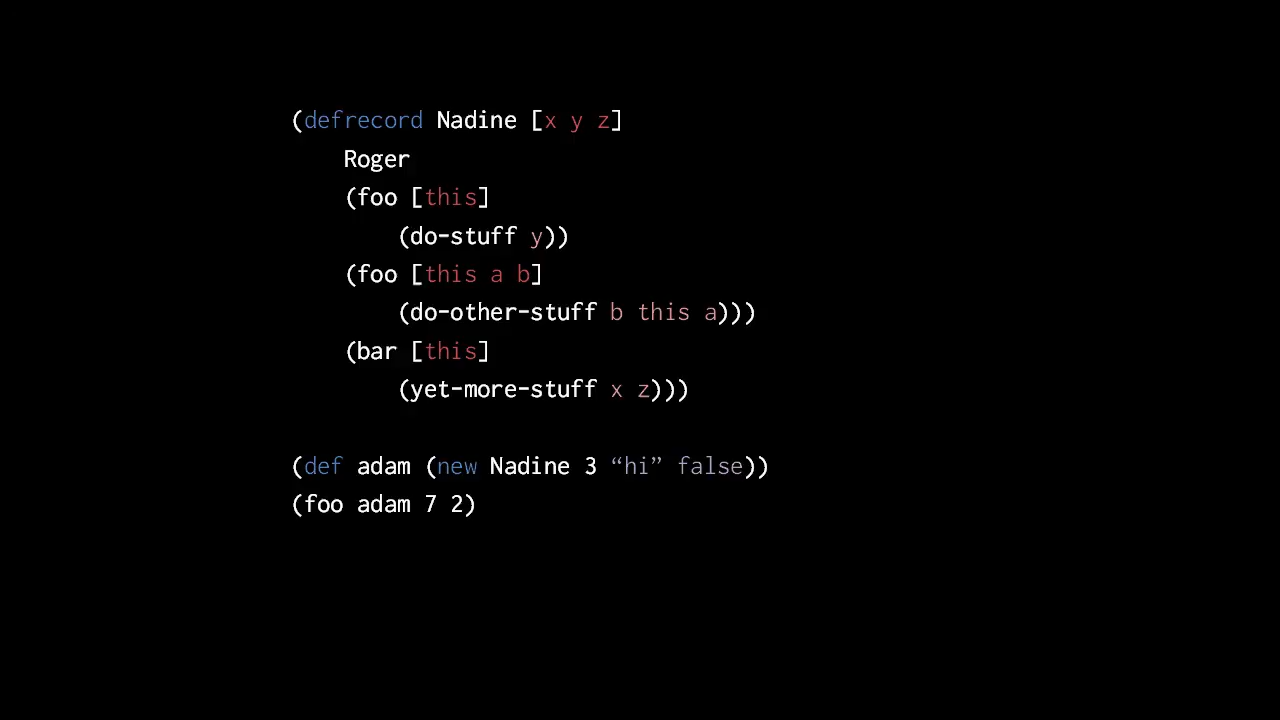 (defrecord Nadine [x y z]
    Roger
    (foo [this]
        (do-stuff y))
    (foo [this a b]
        (do-other-stuff b this a)))
    (bar [this]
        (yet-more-stuff x z)))

(def adam (new Nadine 3 “hi” false))
(foo adam 7 2)